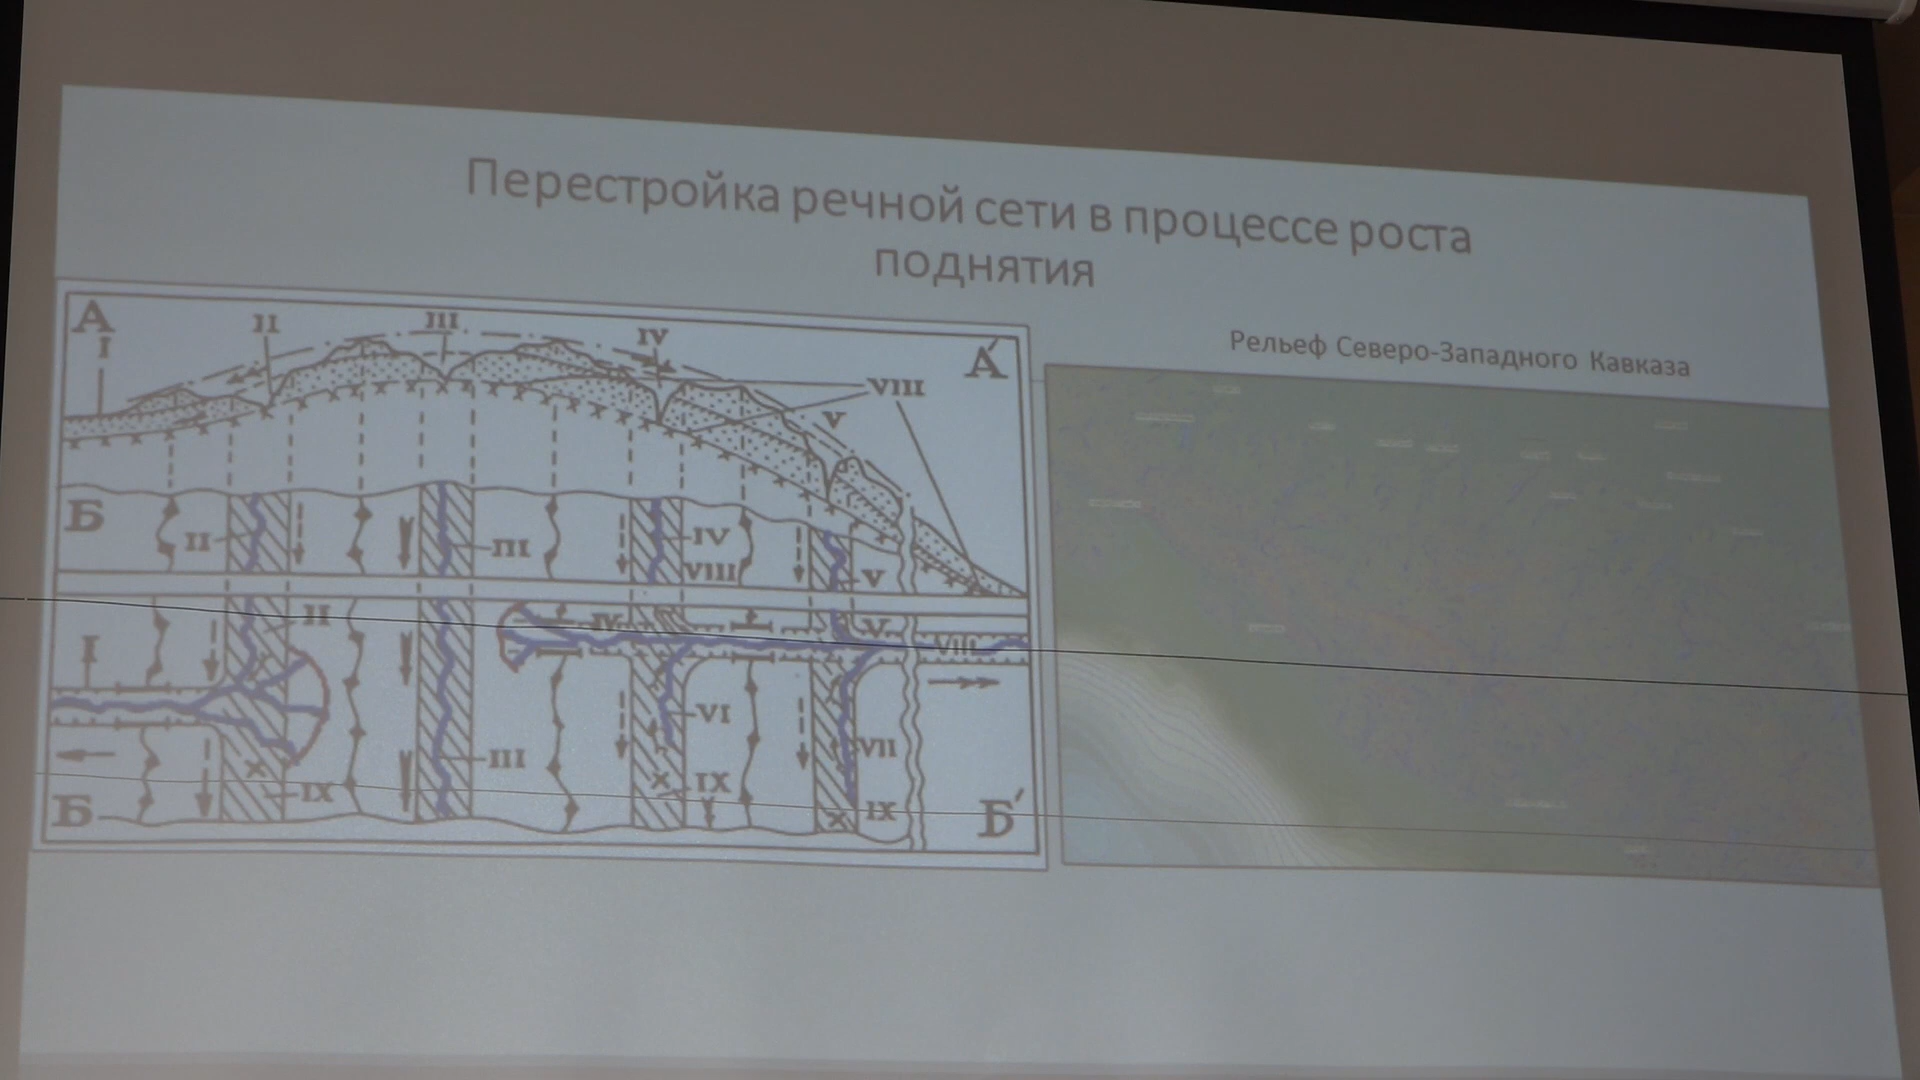 Перестройка речной сети в процессе роста
поднятия
Рельеф Северо-Западного Кавказа
А
I
II
III
IV
А′
VIII
V
Б
II
III
IV
VIII
V
I
II
IV
V
VIII
VI
VII
III
IX
IX
IX
Б
Б′